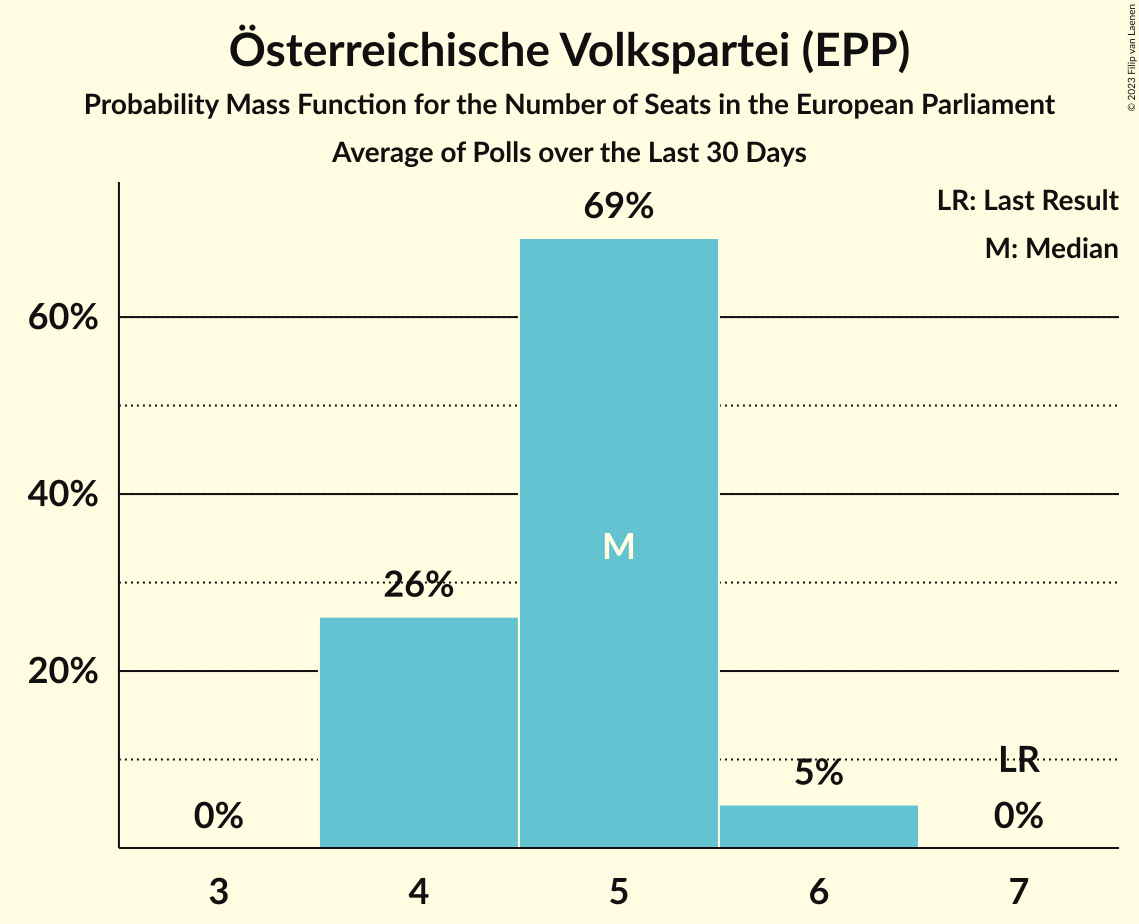 Österreichische Volkspartei (EPP)
Probability Mass Function for the Number of Seats in the European Parliament
Average of Polls over the Last 30 Days
© 2023 Filip van Laenen
LR: Last Result
M: Median
69%
60%
40%
M
26%
20%
LR
5%
0%
0%
3 4 5 6 7